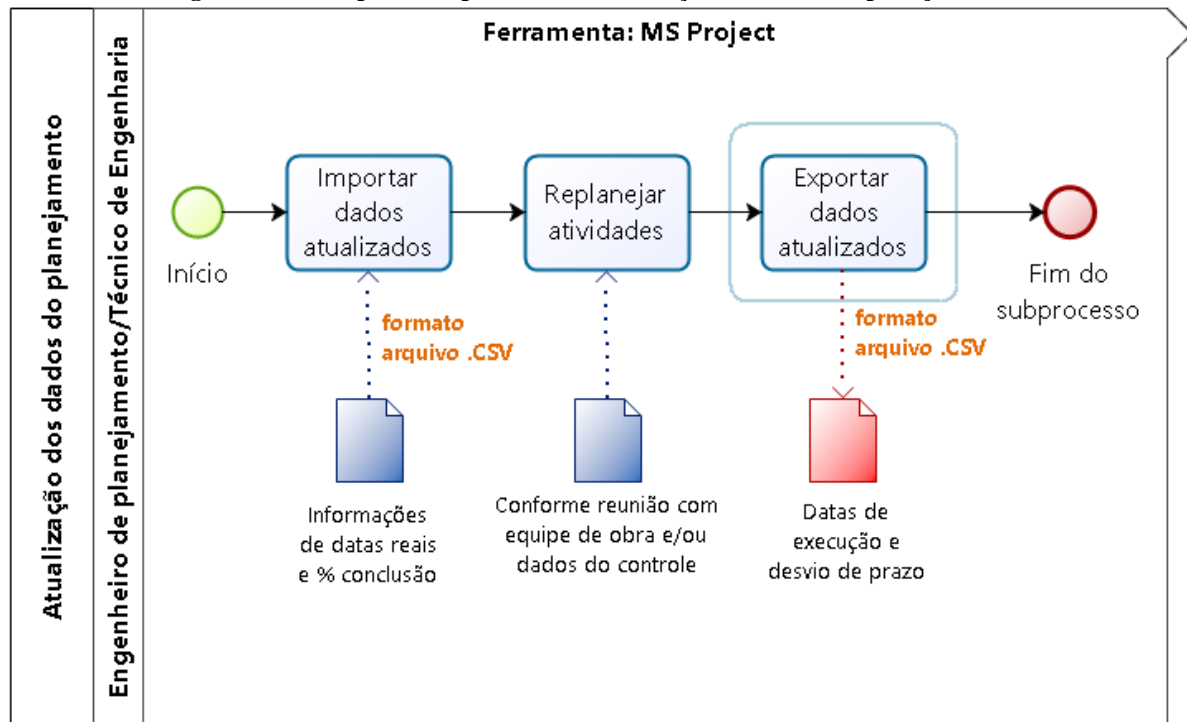 Ferramenta: MS Project
Atualização dos dados do planejamento
Engenheiro de planejamento/Técnico de Engenharia
Início
Importar
dados
atualizados
Replanejar
atividades
Exportar
dados
atualizados
Fim do
subprocesso
formato
arquivo .CSV
formato
arquivo .CSV
Informações
de datas reais
e % conclusão
Conforme reunião com
equipe de obra e/ou
dados do controle
Datas de
execução e
desvio de prazo